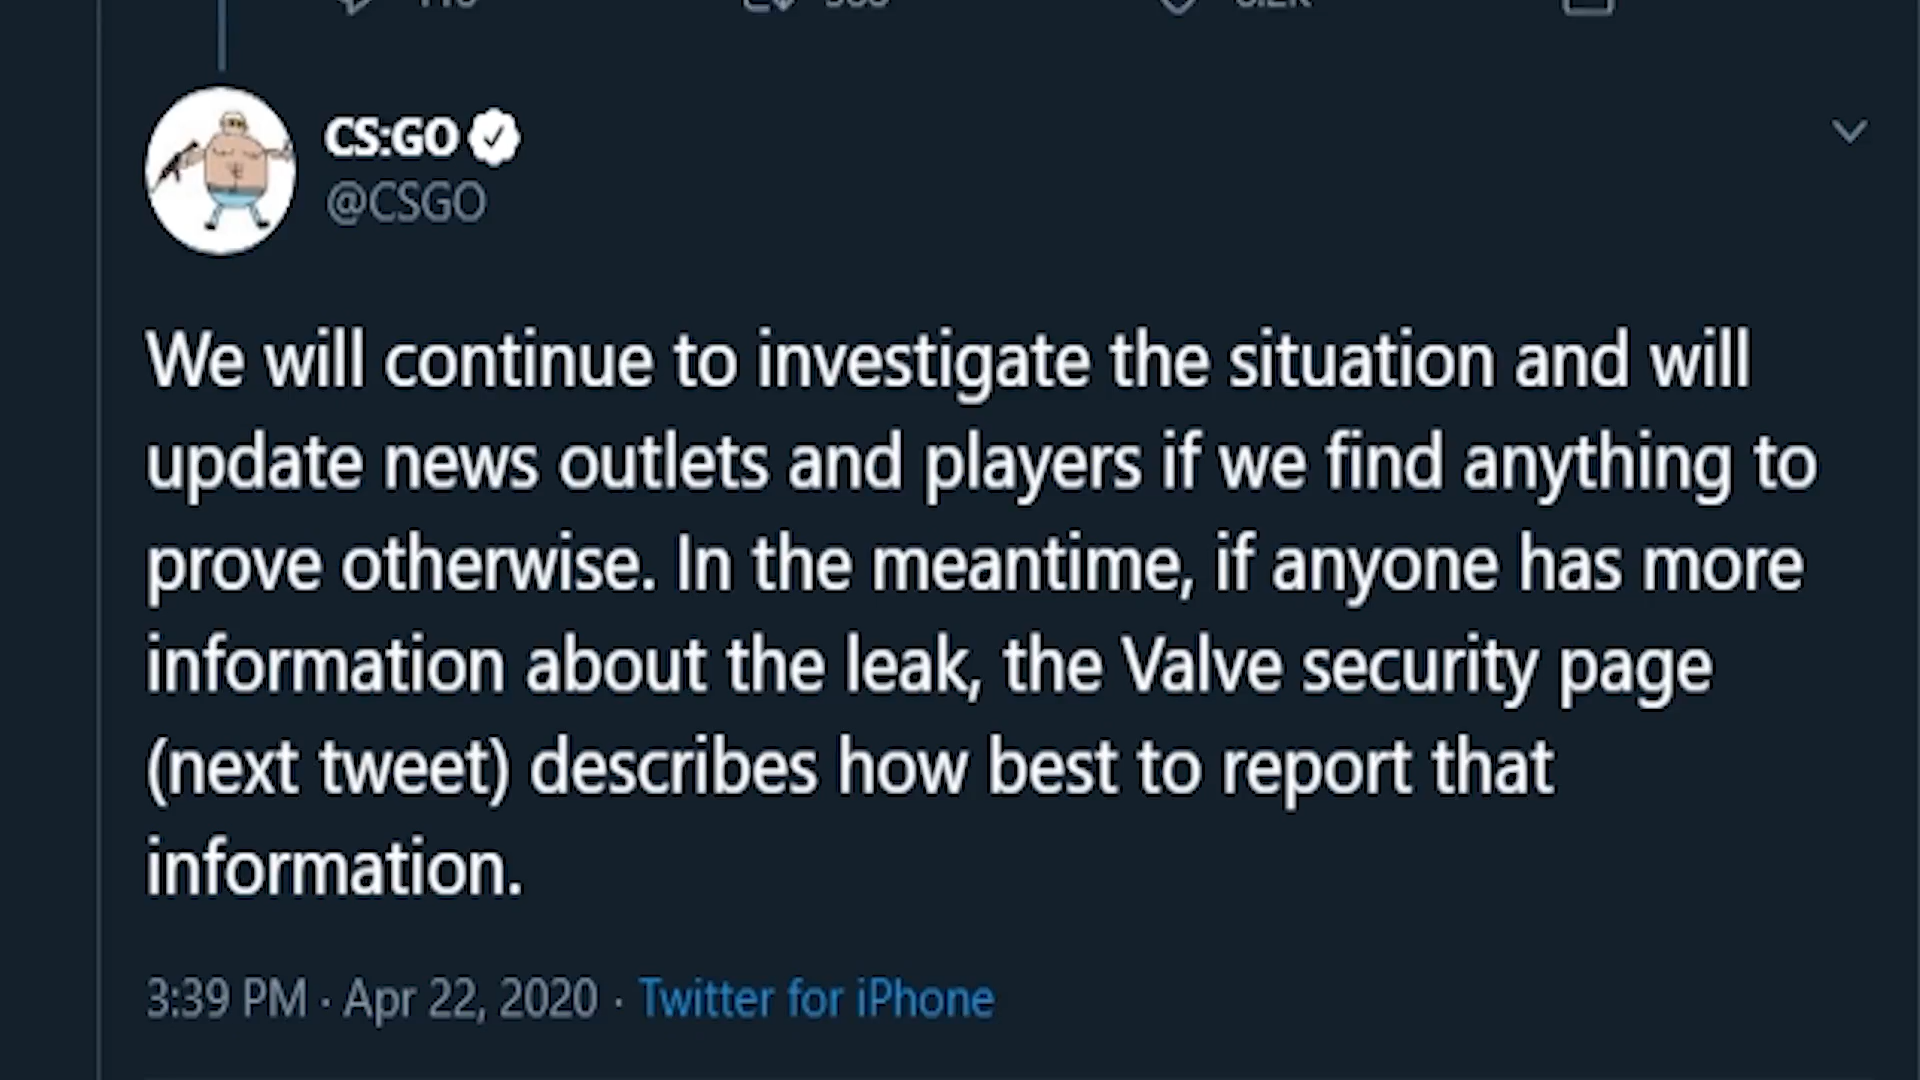 CS:GO
@CSGO
We will continue to investigate the situation and will
update news outlets and players if we find anything to
prove otherwise. In the meantime, if anyone has more
information about the leak, the Valve security page
(next tweet) describes how best to report that
information.
3:39 PM · Apr 22, 2020 · Twitter for iPhone